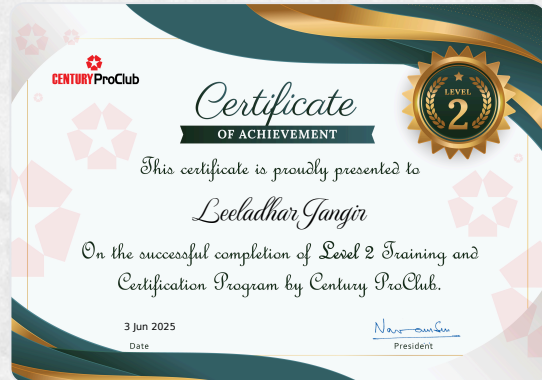 CENTURY ProClub
LEVEL
2
Certificate
OF ACHIEVEMENT
This certificate is proudly presented to
Leeladhar Jangir
On the successful completion of Level 2 Training and
Certification Program by Century ProClub.
3 Jun 2025
Date
President